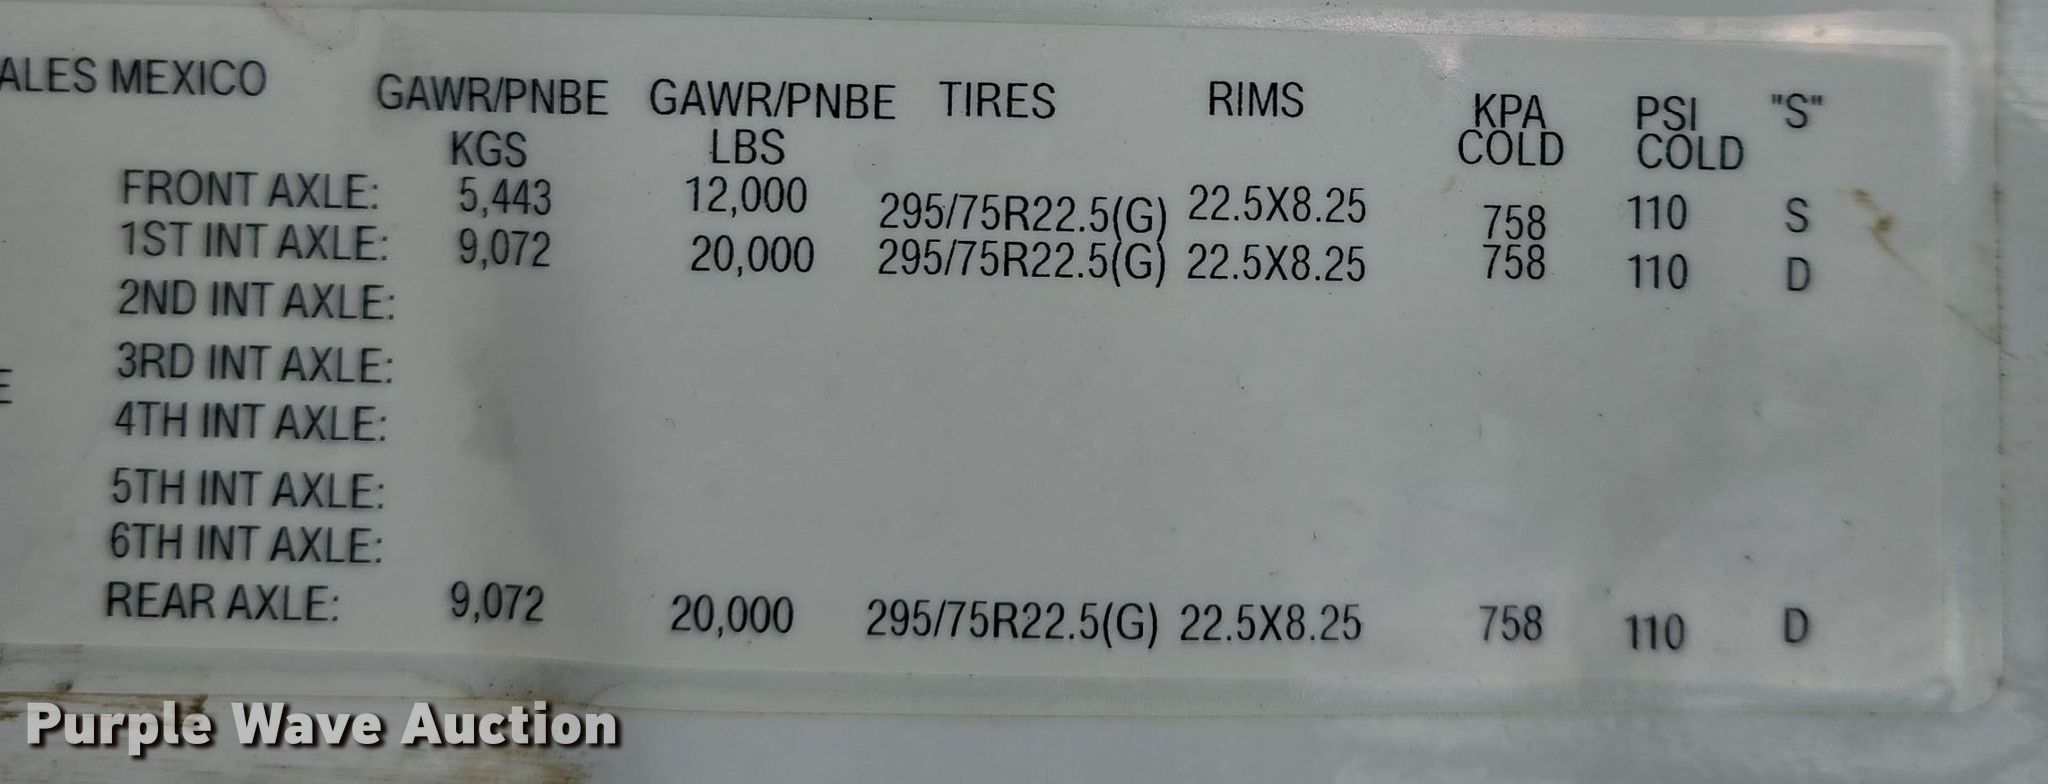 ALES MEXICO GAWR/PNBE GAWR/PNBE TIRES RIMS KPA PSI "S"
KGS LBS COLD COLD
FRONT AXLE: 5,443 12,000 295/75R22.5(G) 22.5X8.25 758 110 S
1ST INT AXLE: 9,072 20,000 295/75R22.5(G) 22.5X8.25 758 110 D
2ND INT AXLE:
3RD INT AXLE:
E
4TH INT AXLE:
5TH INT AXLE:
6TH INT AXLE:
REAR AXLE: 9,072 20,000 295/75R22.5(G) 22.5X8.25 758 110 D
Purple Wave Auction